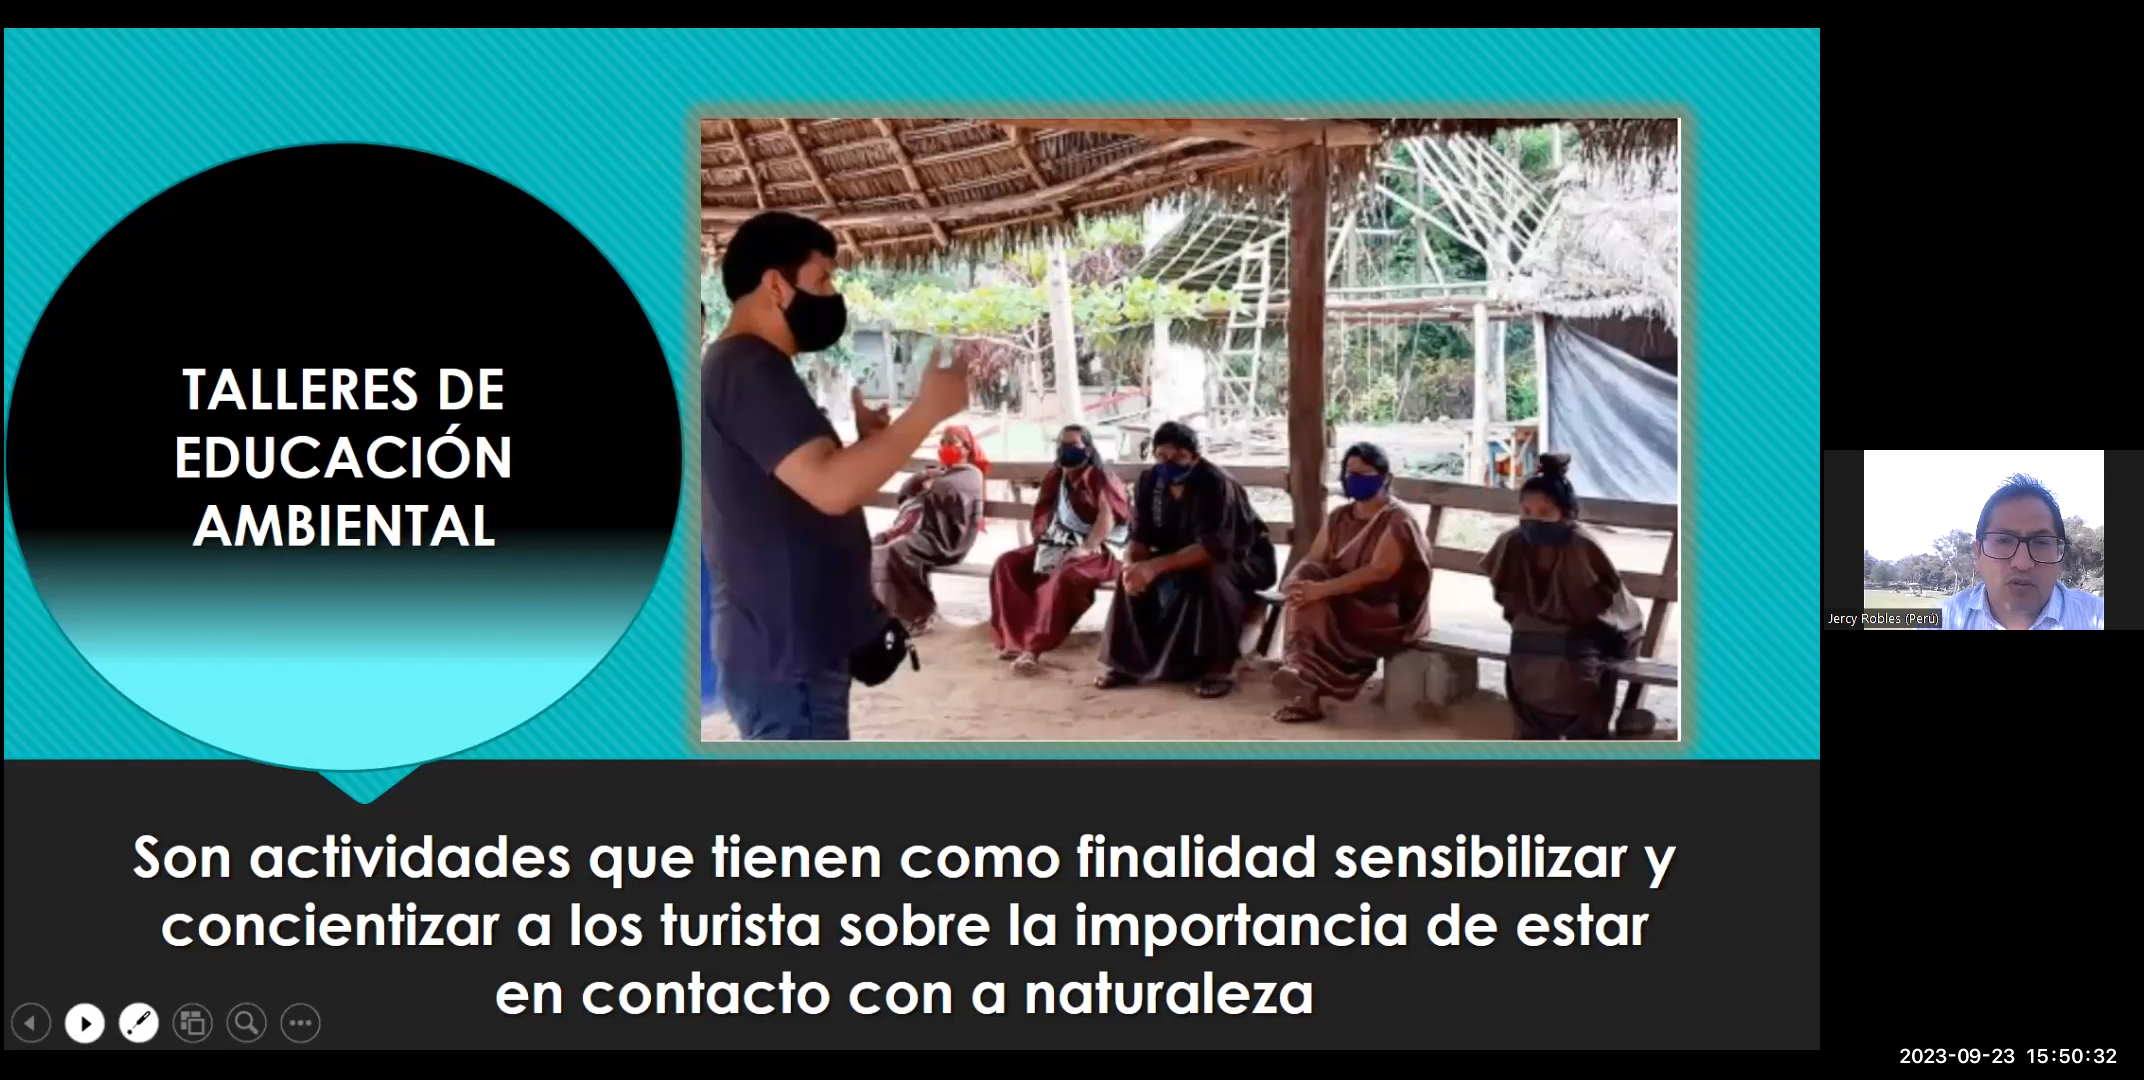 TALLERES DE
EDUCACIÓN
AMBIENTAL
Son actividades que tienen como finalidad sensibilizar y
concientizar a los turista sobre la importancia de estar
en contacto con a naturaleza
Jercy Robles (Perú)
2023-09-23 15:50:32